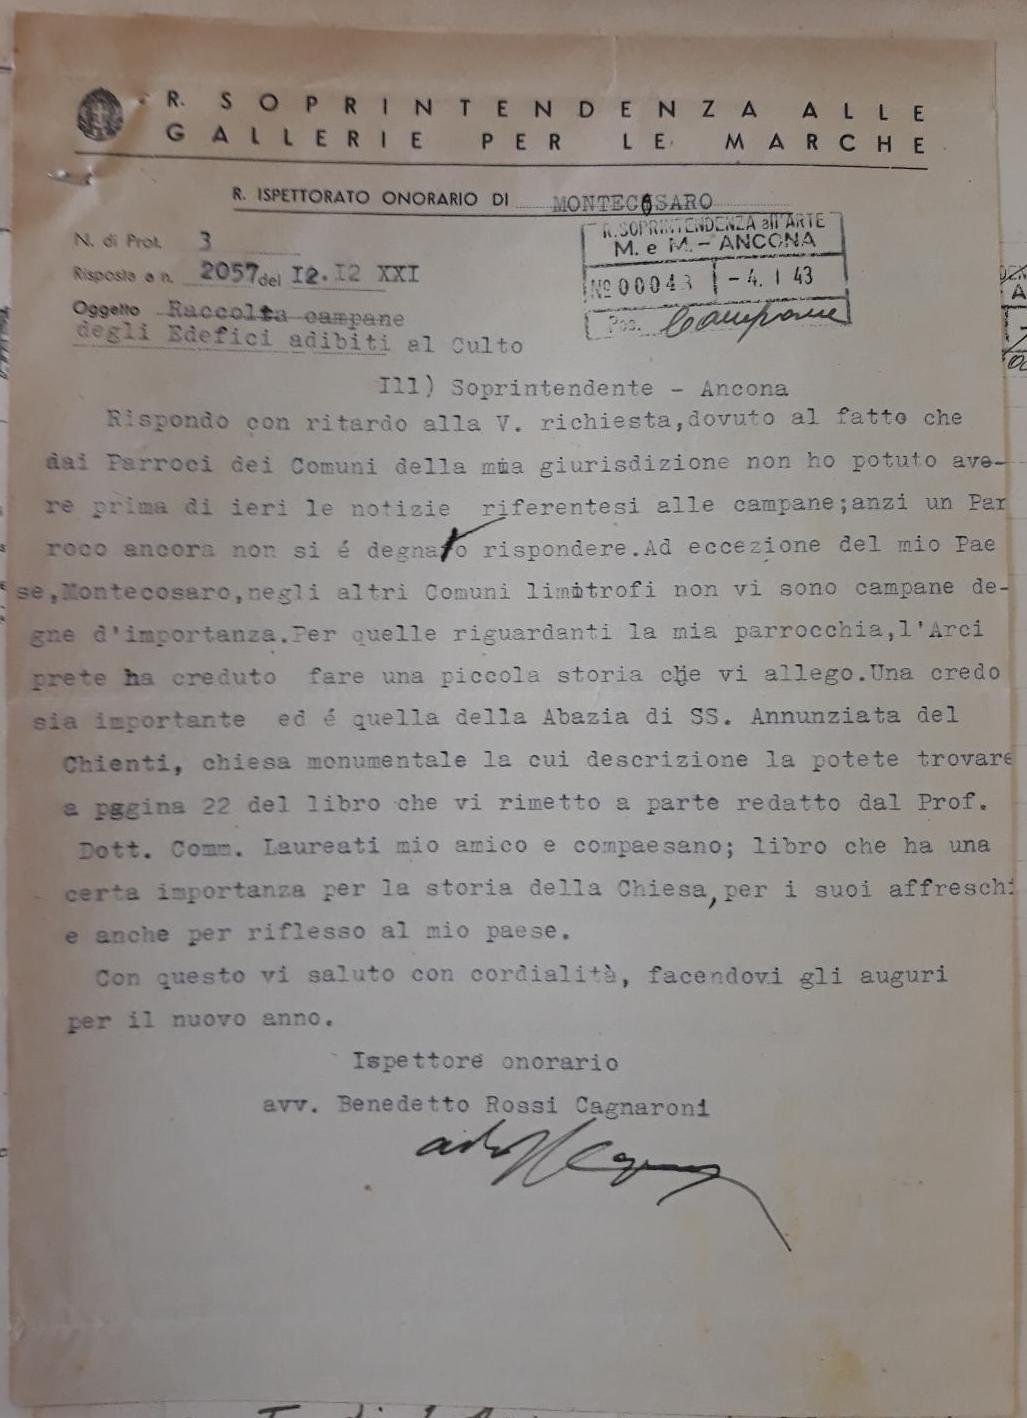 R. SOPRINTENDENZA ALLE
GALLERIE PER LE MARCHE
R. ISPETTORATO ONORARIO DI MONTECOSARO
R. SOPRINTENDENZA all'ARTE
M. e M. - ANCONA
N. di Prot. 3
Risposta a n. 2057 del 12.12 XXI
No 00043 - 4. 1 43
Oggetto Raccolta campane
Pos. Campane
degli Edefici adibiti al Culto
Ill) Soprintendente - Ancona
Rispondo con ritardo alla V. richiesta,dovuto al fatto che
dai Parroci dei Comuni della mia giurisdizione non ho potuto ave-
re prima di ieri le notizie riferentesi alle campane;anzi un Par
roco ancora non si é degnato rispondere.Ad eccezione del mio Pae
se,Montecosaro,negli altri Comuni limitrofi non vi sono campane de-
gne d'importanza.Per quelle riguardanti la mia parrocchia,l'Arci
prete ha creduto fare una piccola storia che vi allego.Una credo
sia importante ed é quella della Abazia di SS. Annunziata del
Chienti, chiesa monumentale la cui descrizione la potete trovare
a pagina 22 del libro che vi rimetto a parte redatto dal Prof.
Dott. Comm. Laureati mio amico e compaesano; libro che ha una
certa importanza per la storia della Chiesa,per i suoi affreschi
e anche per riflesso al mio paese.
Con questo vi saluto con cordialità, facendovi gli auguri
per il nuovo anno.
Ispettore onorario
avv. Benedetto Rossi Cagnaroni